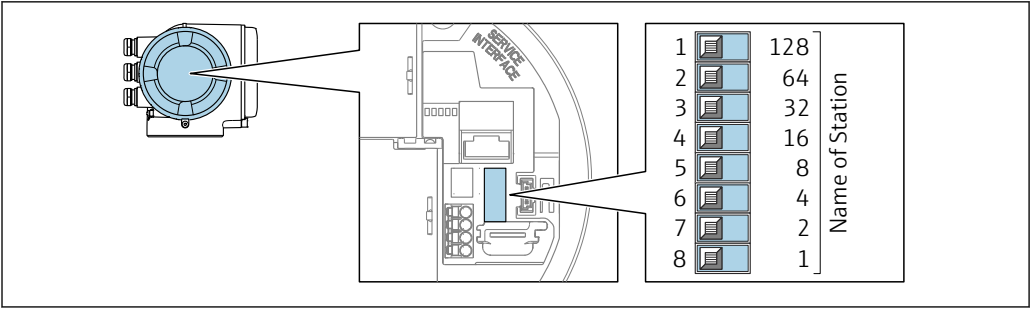 SERVICE
INTERFACE
1 128
2 64
3 32
4 16
5 8
6 4
7 2
8 1
Name of Station